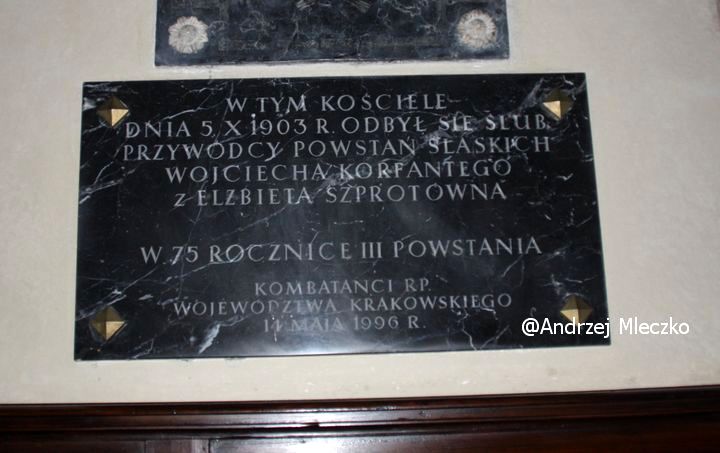 W TYM KOŚCIELE
DNIA 5 X 1903 R. ODBYŁ SIĘ ŚLUB
PRZYWÓDCY POWSTAŃ ŚLĄSKICH
WOJCIECHA KORFANTEGO
Z ELŻBIETĄ SZPROTÓWNĄ
W 75 ROCZNICĘ III POWSTANIA
KOMBATANCI RP.
WOJEWÓDZTWA KRAKOWSKIEGO
14 MAJA 1996 R.
@Andrzej Mleczko